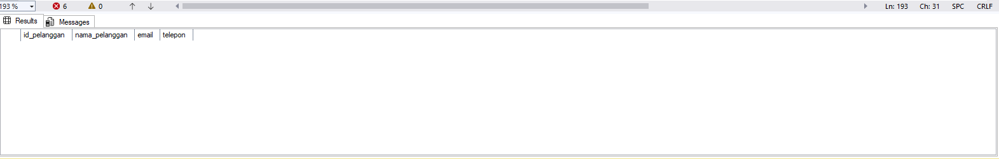 193 % 6 0 Ln: 193 Ch: 31 SPC CRLF
Results Messages
id_pelanggan nama_pelanggan email telepon